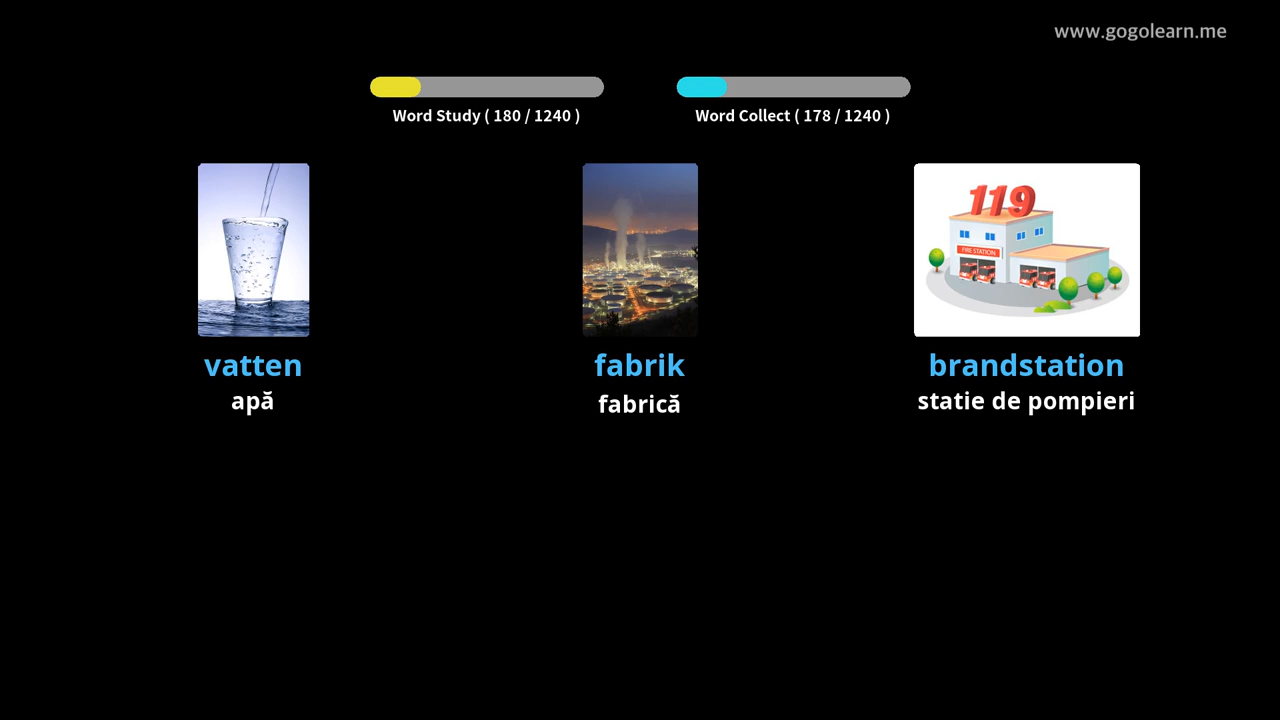 www.gogolearn.me
Word Study ( 180 / 1240 )
Word Collect ( 178 / 1240 )
119
FIRE STATION
vatten
apă
fabrik
fabrică
brandstation
statie de pompieri